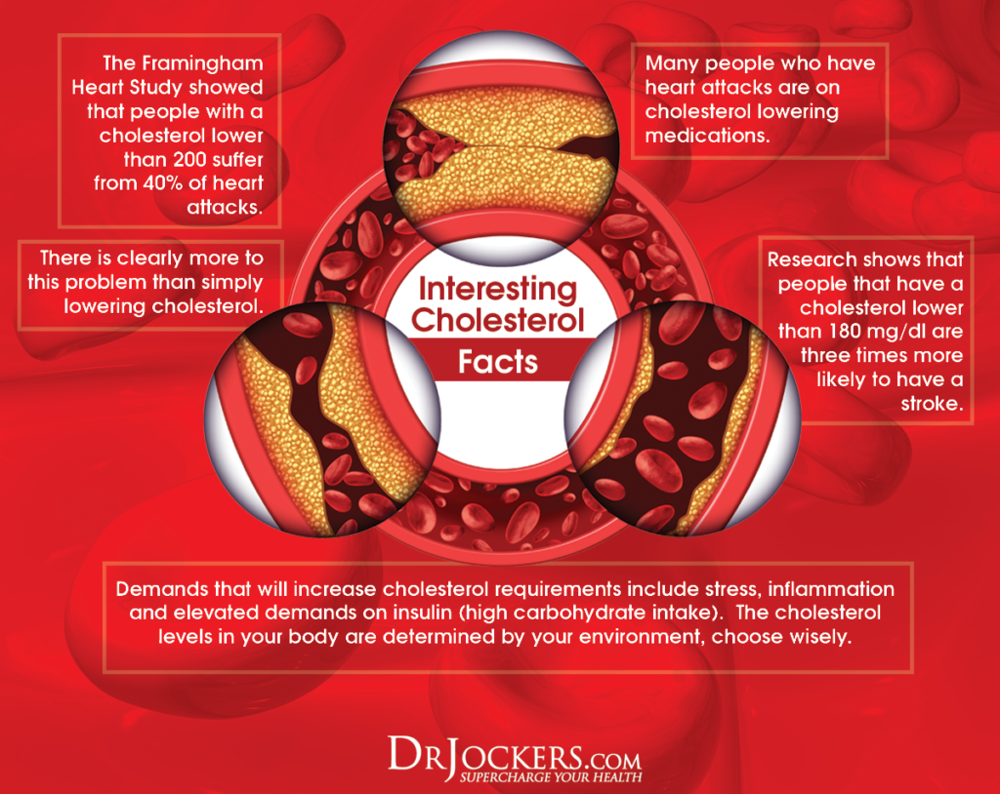 The Framingham
Heart Study showed
that people with a
cholesterol lower
than 200 suffer
from 40% of heart
attacks.
Many people who have
heart attacks are on
cholesterol lowering
medications.
There is clearly more to
this problem than simply
lowering cholesterol.
Interesting
Cholesterol
Facts
Research shows that
people that have a
cholesterol lower
than 180 mg/dl are
three times more
likely to have a
stroke.
Demands that will increase cholesterol requirements include stress, inflammation
and elevated demands on insulin (high carbohydrate intake).  The cholesterol
levels in your body are determined by your environment, choose wisely.
DRJOCKERS.COM
SUPERCHARGE YOUR HEALTH